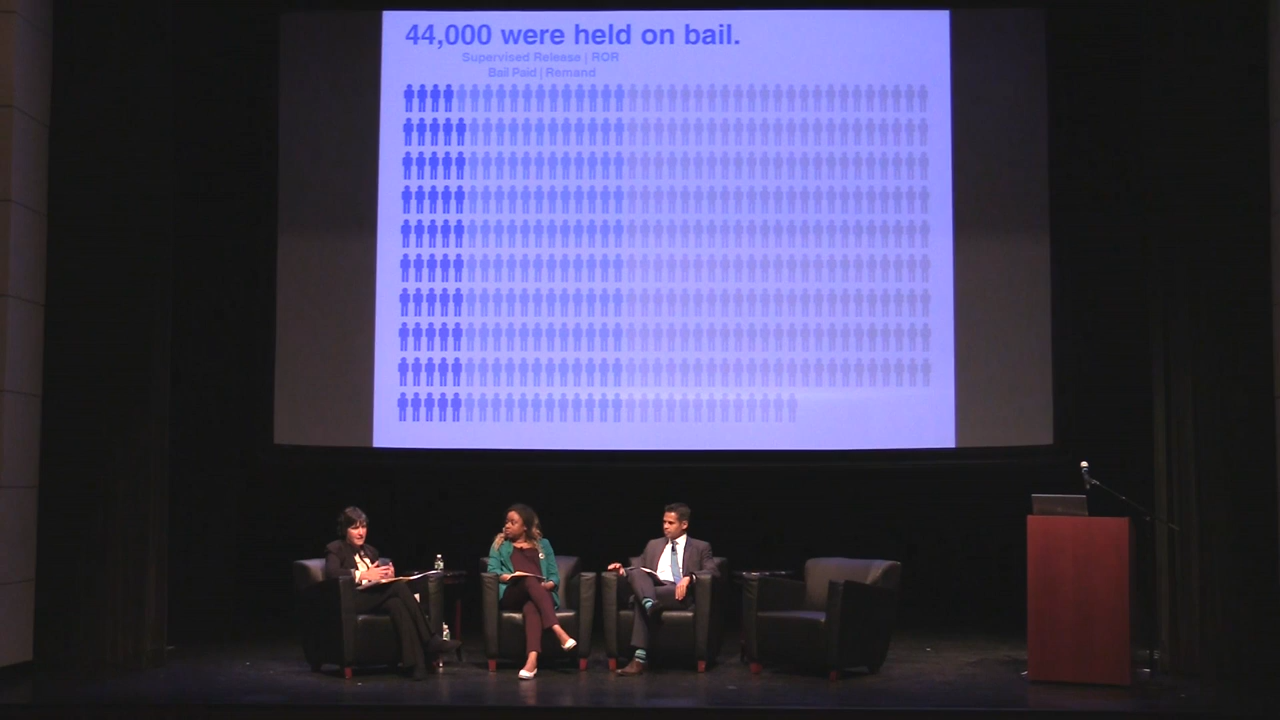 44,000 were held on bail.
Supervised Release | ROR
Bail Paid | Remand